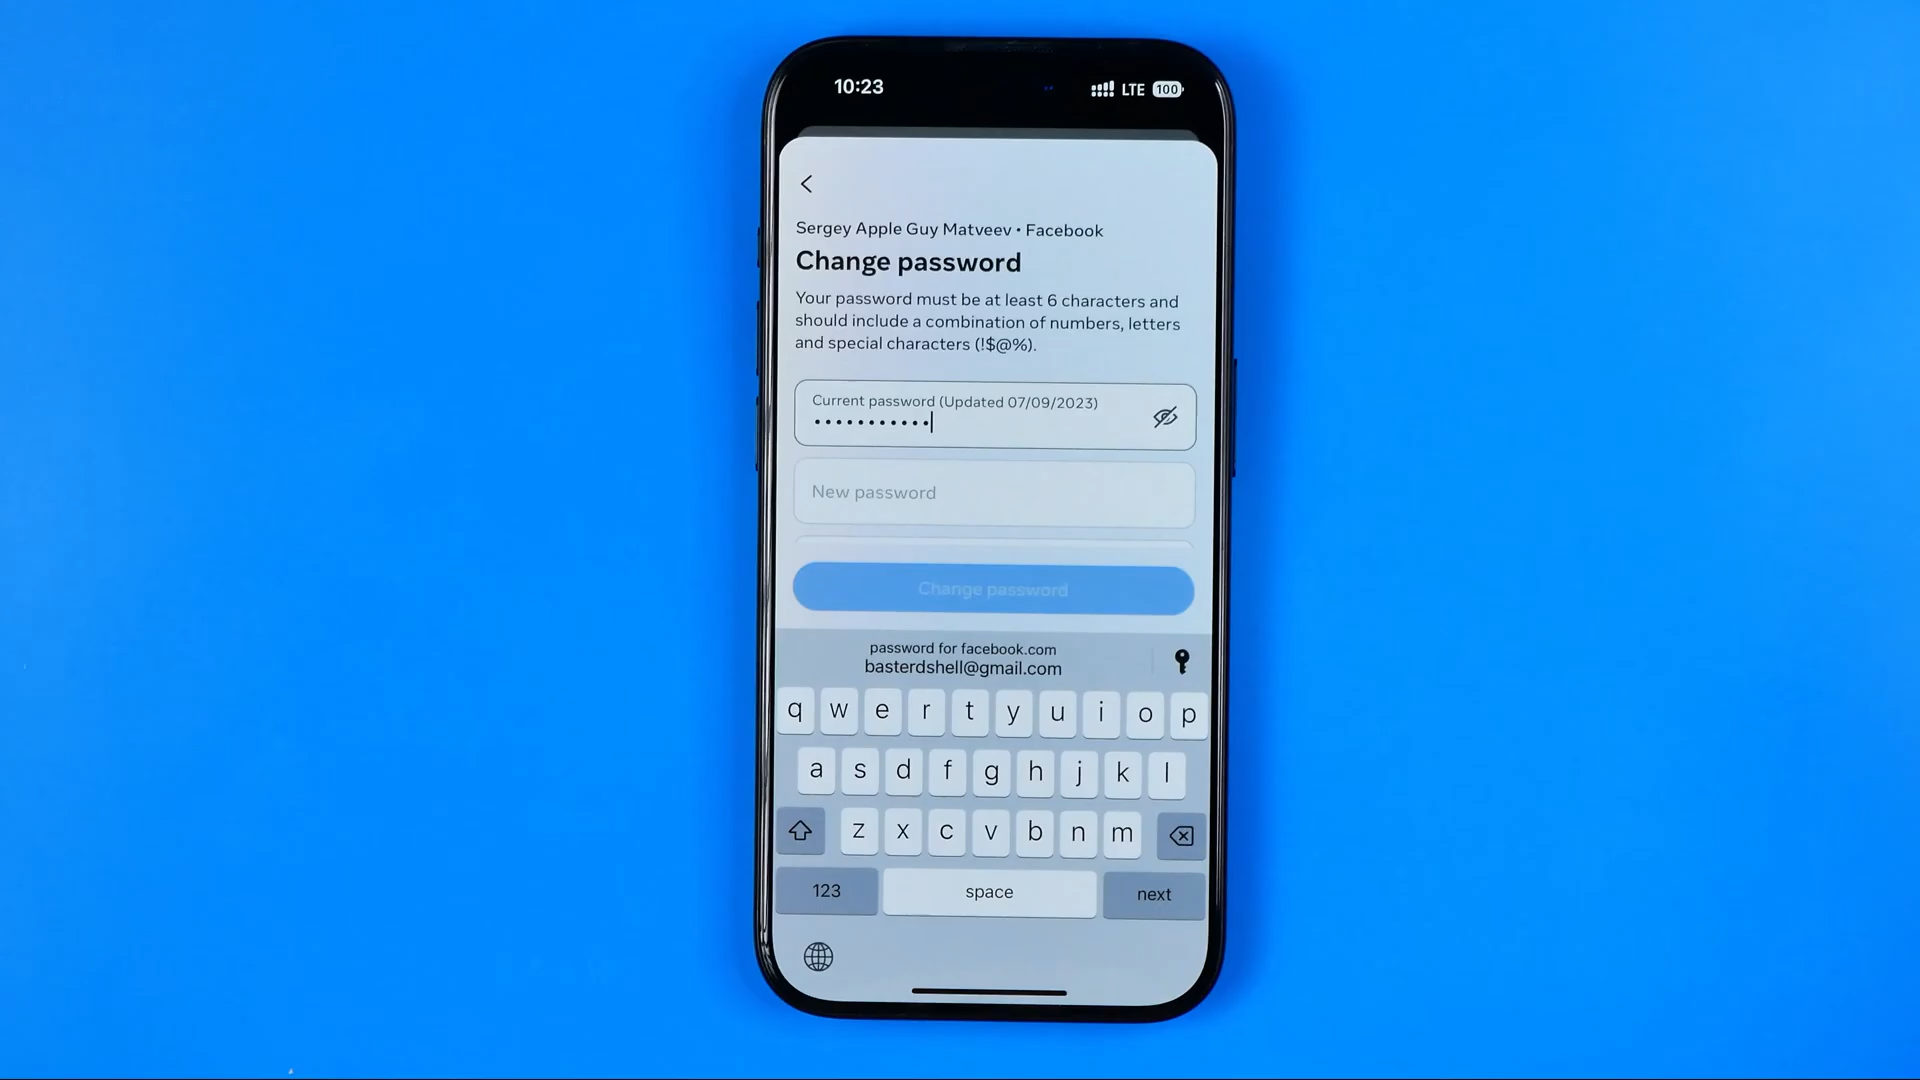 10:23 LTE 100
Sergey Apple Guy Matveev • Facebook
Change password
Your password must be at least 6 characters and
should include a combination of numbers, letters
and special characters (!$@%).
Current password (Updated 07/09/2023)
•••••••••••
New password
Change password
password for facebook.com
basterdshell@gmail.com
q w e r t y u i o p
a s d f g h j k l
z x c v b n m
123 space next